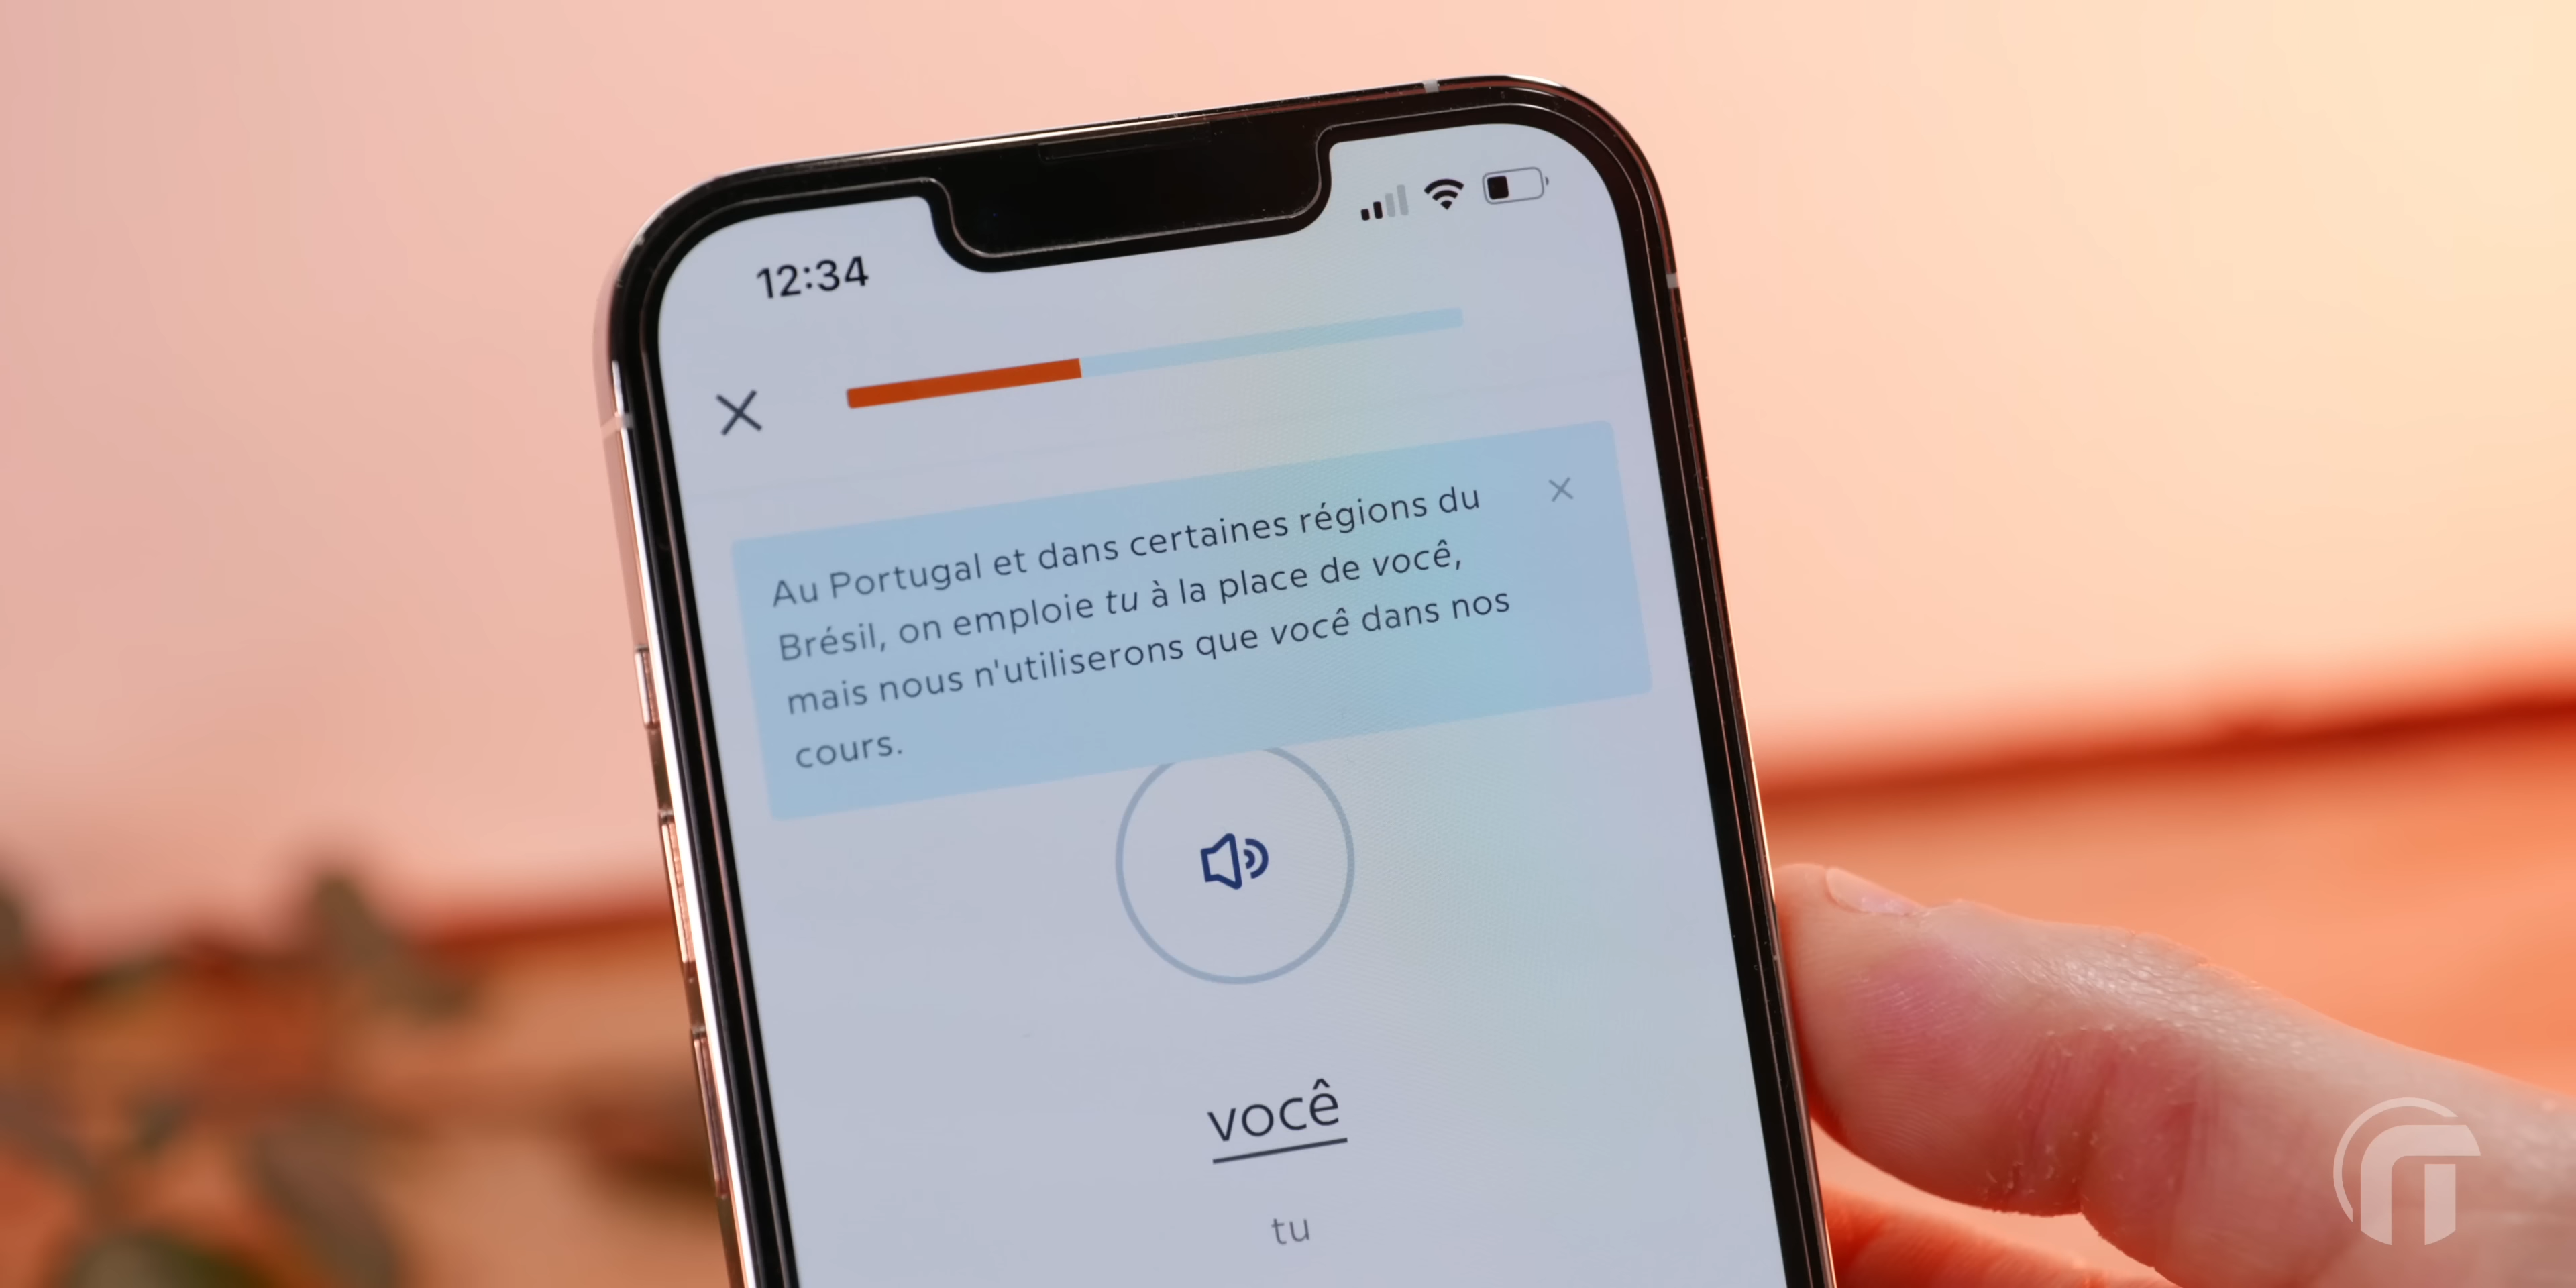 12:34
Au Portugal et dans certaines régions du
Brésil, on emploie tu à la place de você,
mais nous n'utiliserons que você dans nos
cours.
você
tu